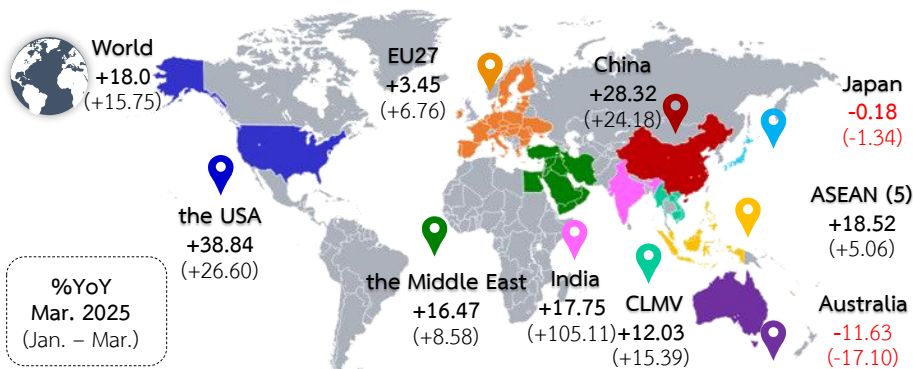 World
+18.0
(+15.75)
EU27
+3.45
(+6.76)
China
+28.32
(+24.18)
Japan
-0.18
(-1.34)
the USA
+38.84
(+26.60)
the Middle East
+16.47
(+8.58)
India
+17.75
(+105.11)
CLMV
+12.03
(+15.39)
ASEAN (5)
+18.52
(+5.06)
Australia
-11.63
(-17.10)
%YoY
Mar. 2025
(Jan. – Mar.)